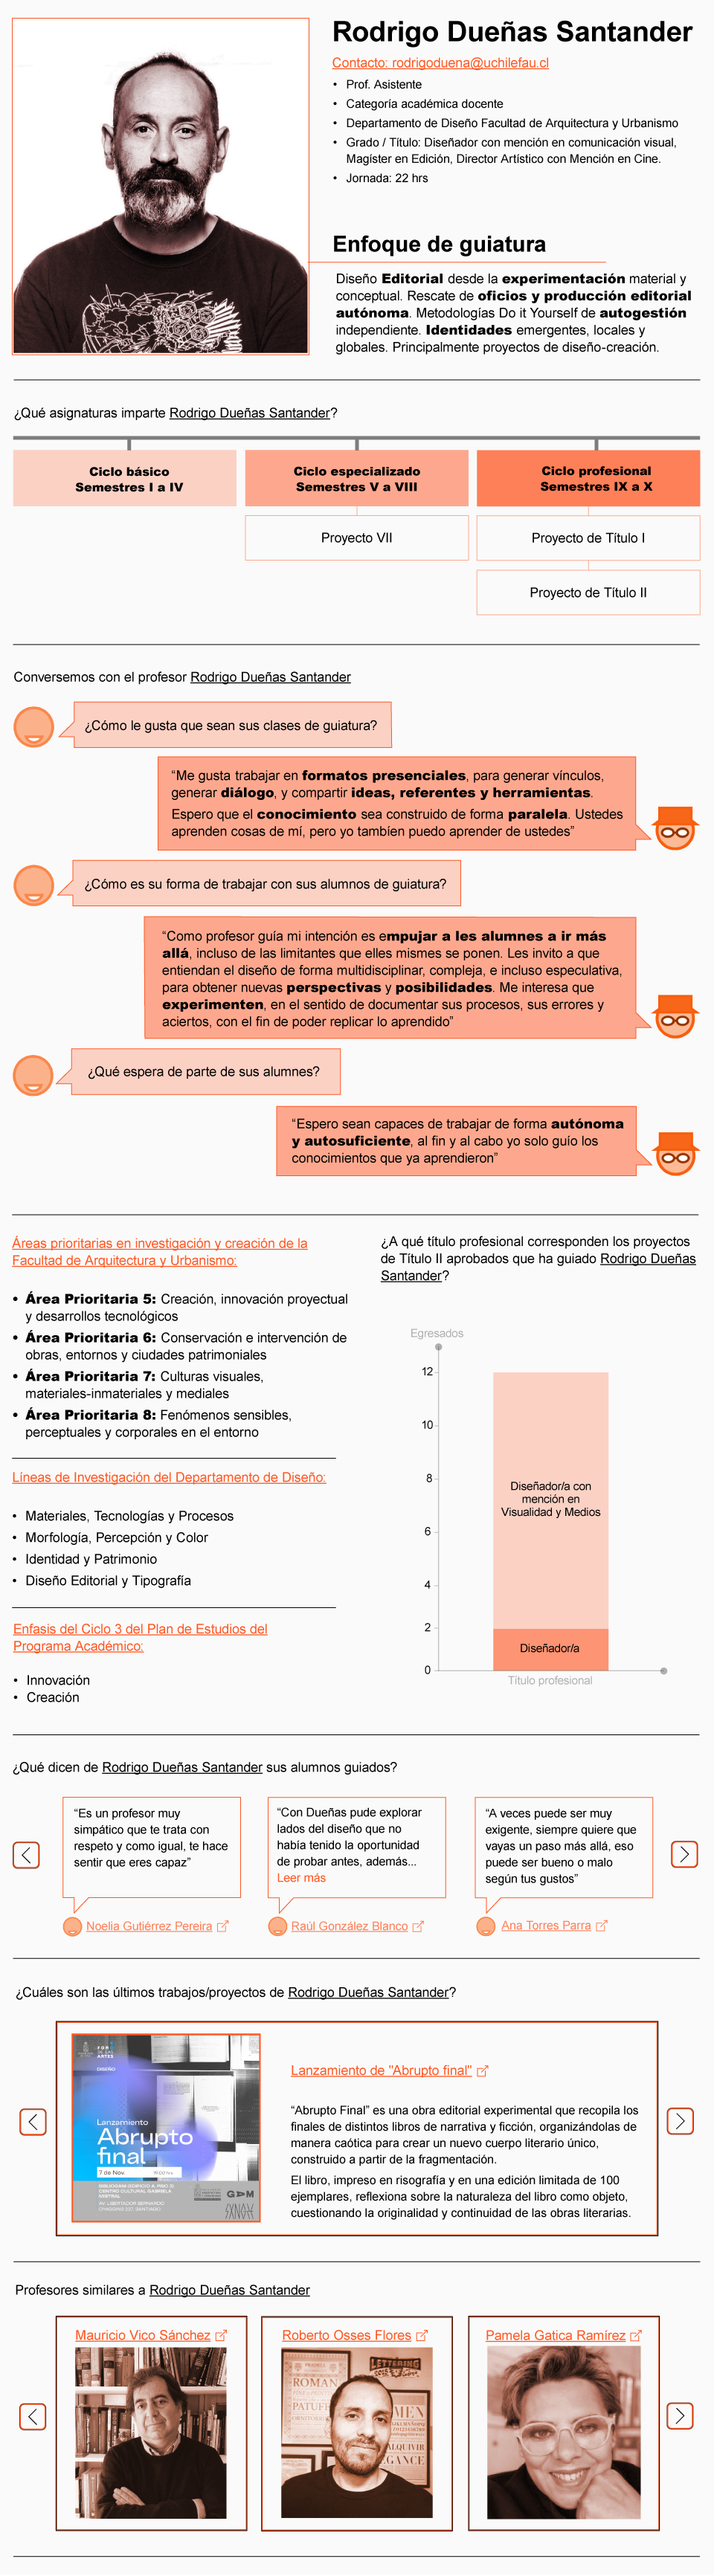 Rodrigo Dueñas Santander
Contacto: rodrigoduena@uchilefau.cl
• Prof. Asistente
• Categoría académica docente
• Departamento de Diseño Facultad de Arquitectura y Urbanismo
• Grado / Título: Diseñador con mención en comunicación visual,
Magíster en Edición, Director Artístico con Mención en Cine.
• Jornada: 22 hrs
Enfoque de guiatura
Diseño Editorial desde la experimentación material y
conceptual. Rescate de oficios y producción editorial
autónoma. Metodologías Do it Yourself de autogestión
independiente. Identidades emergentes, locales y
globales. Principalmente proyectos de diseño-creación.
¿Qué asignaturas imparte Rodrigo Dueñas Santander?
Ciclo básico
Semestres I a IV
Ciclo especializado
Semestres V a VIII
Ciclo profesional
Semestres IX a X
Proyecto VII
Proyecto de Título I
Proyecto de Título II
Conversemos con el profesor Rodrigo Dueñas Santander
¿Cómo le gusta que sean sus clases de guiatura?
“Me gusta trabajar en formatos presenciales, para generar vínculos,
generar diálogo, y compartir ideas, referentes y herramientas.
Espero que el conocimiento sea construido de forma paralela. Ustedes
aprenden cosas de mí, pero yo tambíen puedo aprender de ustedes”
¿Cómo es su forma de trabajar con sus alumnos de guiatura?
“Como profesor guía mi intención es empujar a les alumnes a ir más
allá, incluso de las limitantes que elles mismes se ponen. Les invito a que
entiendan el diseño de forma multidisciplinar, compleja, e incluso especulativa,
para obtener nuevas perspectivas y posibilidades. Me interesa que
experimenten, en el sentido de documentar sus procesos, sus errores y
aciertos, con el fin de poder replicar lo aprendido”
¿Qué espera de parte de sus alumnes?
“Espero sean capaces de trabajar de forma autónoma
y autosuficiente, al fin y al cabo yo solo guío los
conocimientos que ya aprendieron”
Áreas prioritarias en investigación y creación de la
Facultad de Arquitectura y Urbanismo:
• Área Prioritaria 5: Creación, innovación proyectual
y desarrollos tecnológicos
• Área Prioritaria 6: Conservación e intervención de
obras, entornos y ciudades patrimoniales
• Área Prioritaria 7: Culturas visuales,
materiales-inmateriales y mediales
• Área Prioritaria 8: Fenómenos sensibles,
perceptuales y corporales en el entorno
Líneas de Investigación del Departamento de Diseño:
• Materiales, Tecnologías y Procesos
• Morfología, Percepción y Color
• Identidad y Patrimonio
• Diseño Editorial y Tipografía
Enfasis del Ciclo 3 del Plan de Estudios del
Programa Académico:
• Innovación
• Creación
¿A qué título profesional corresponden los proyectos
de Título II aprobados que ha guiado Rodrigo Dueñas
Santander?
Egresados
12
10
8
6
4
2
0
Diseñador/a con
mención en
Visualidad y Medios
Diseñador/a
Título profesional
¿Qué dicen de Rodrigo Dueñas Santander sus alumnos guiados?
“Es un profesor muy
simpático que te trata con
respeto y como igual, te hace
sentir que eres capaz”
Noelia Gutiérrez Pereira
“Con Dueñas pude explorar
lados del diseño que no
había tenido la oportunidad
de probar antes, además...
Leer más
Raúl González Blanco
“A veces puede ser muy
exigente, siempre quiere que
vayas un paso más allá, eso
puede ser bueno o malo
según tus gustos”
Ana Torres Parra
¿Cuáles son las últimos trabajos/proyectos de Rodrigo Dueñas Santander?
Lanzamiento
Abrupto
final
7 de Nov.
GAM
Lanzamiento de "Abrupto final"
“Abrupto Final” es una obra editorial experimental que recopila los
finales de distintos libros de narrativa y ficción, organizándolas de
manera caótica para crear un nuevo cuerpo literario único,
construido a partir de la fragmentación.
El libro, impreso en risografía y en una edición limitada de 100
ejemplares, reflexiona sobre la naturaleza del libro como objeto,
cuestionando la originalidad y continuidad de las obras literarias.
Profesores similares a Rodrigo Dueñas Santander
Mauricio Vico Sánchez
Roberto Osses Flores
Pamela Gatica Ramírez